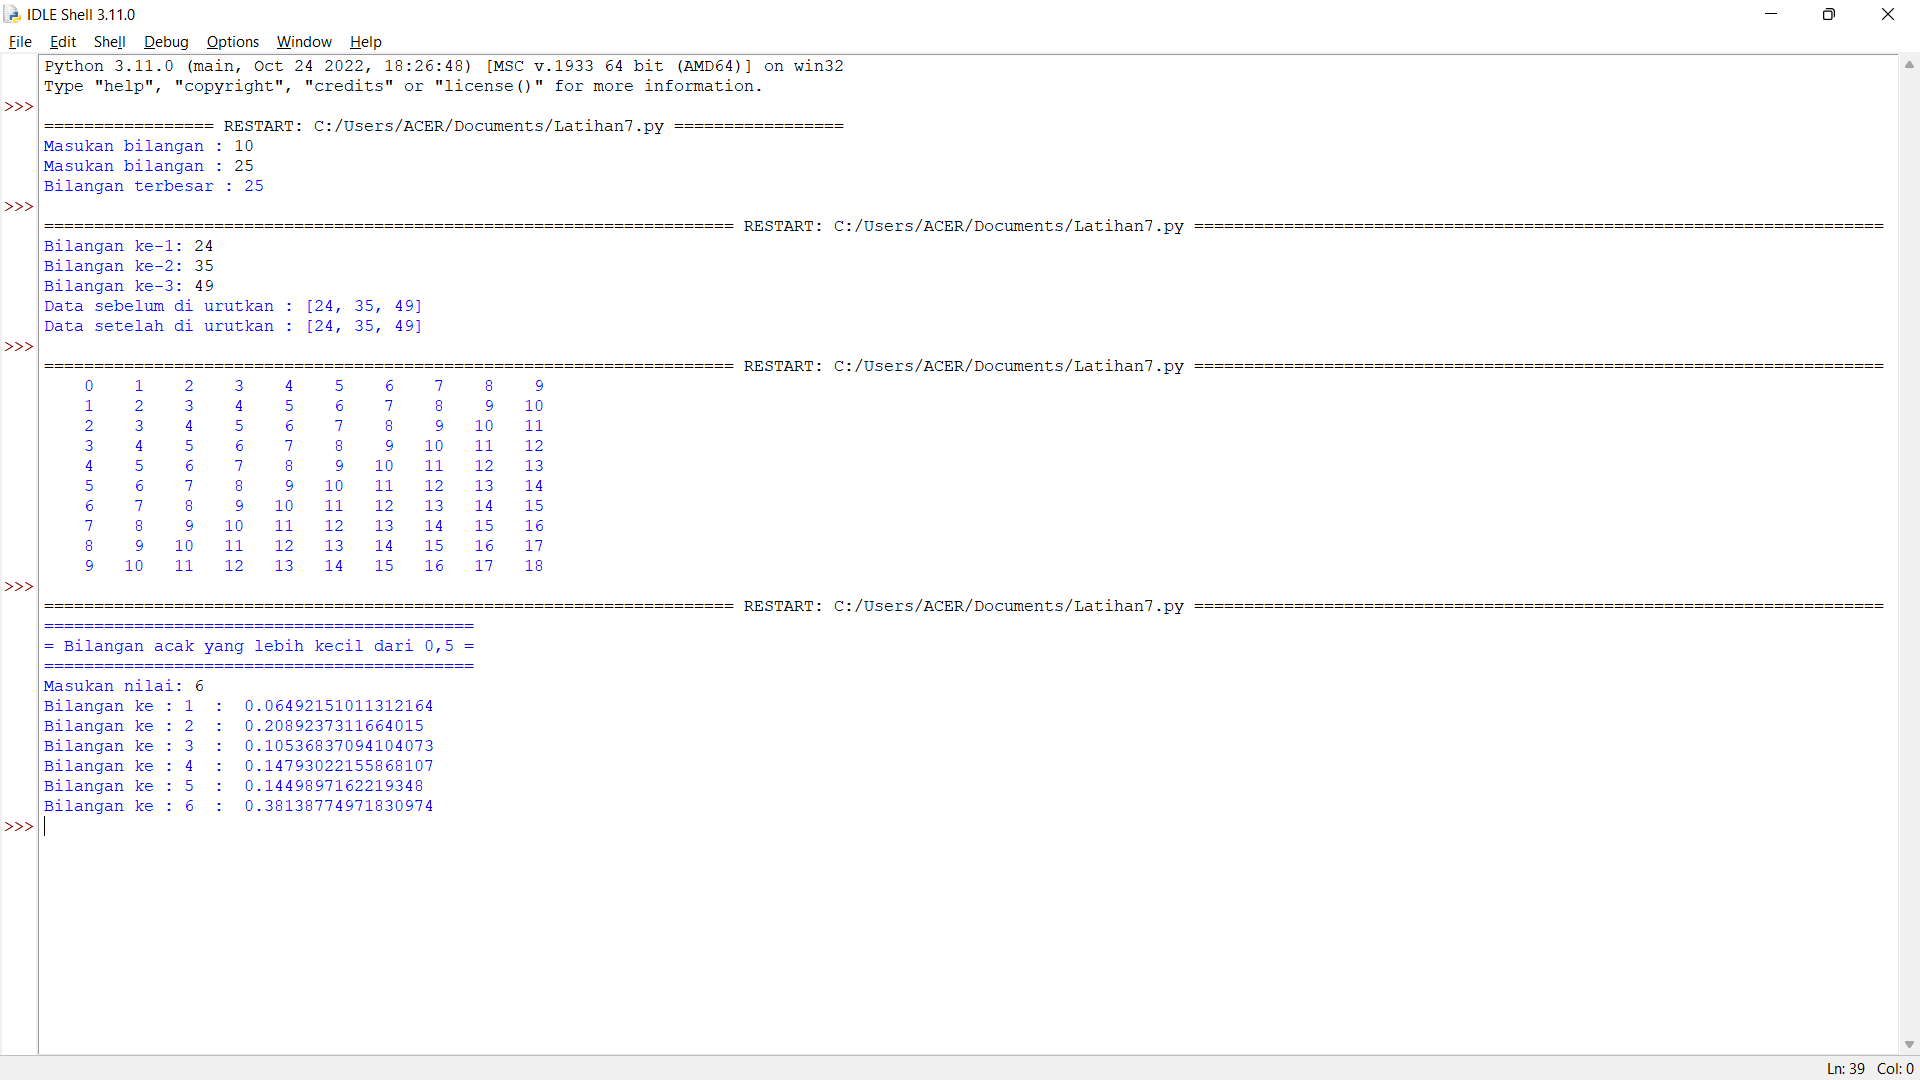 IDLE Shell 3.11.0
File Edit Shell Debug Options Window Help
Python 3.11.0 (main, Oct 24 2022, 18:26:48) [MSC v.1933 64 bit (AMD64)] on win32
Type "help", "copyright", "credits" or "license()" for more information.
>>>
================= RESTART: C:/Users/ACER/Documents/Latihan7.py =================
Masukan bilangan : 10
Masukan bilangan : 25
Bilangan terbesar : 25
>>>
===================================================================== RESTART: C:/Users/ACER/Documents/Latihan7.py =====================================================================
Bilangan ke-1: 24
Bilangan ke-2: 35
Bilangan ke-3: 49
Data sebelum di urutkan : [24, 35, 49]
Data setelah di urutkan : [24, 35, 49]
>>>
===================================================================== RESTART: C:/Users/ACER/Documents/Latihan7.py =====================================================================
0 1 2 3 4 5 6 7 8 9
1 2 3 4 5 6 7 8 9 10
2 3 4 5 6 7 8 9 10 11
3 4 5 6 7 8 9 10 11 12
4 5 6 7 8 9 10 11 12 13
5 6 7 8 9 10 11 12 13 14
6 7 8 9 10 11 12 13 14 15
7 8 9 10 11 12 13 14 15 16
8 9 10 11 12 13 14 15 16 17
9 10 11 12 13 14 15 16 17 18
>>>
===================================================================== RESTART: C:/Users/ACER/Documents/Latihan7.py =====================================================================
===========================================
= Bilangan acak yang lebih kecil dari 0,5 =
===========================================
Masukan nilai: 6
Bilangan ke : 1 : 0.06492151011312164
Bilangan ke : 2 : 0.2089237311664015
Bilangan ke : 3 : 0.10536837094104073
Bilangan ke : 4 : 0.14793022155868107
Bilangan ke : 5 : 0.1449897162219348
Bilangan ke : 6 : 0.38138774971830974
>>>
Ln: 39 Col: 0